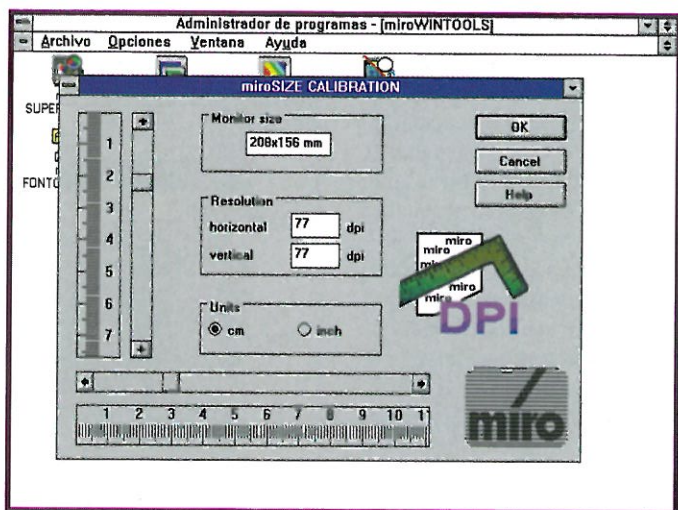 Administrador de programas - [miroWINTOOLS]
Archivo Opciones Ventana Ayuda
miroSIZE CALIBRATION
SUPE
FONTO
1
2
3
4
5
6
7
Monitor size
208x156 mm
Resolution
horizontal 77 dpi
vertical 77 dpi
Units
cm inch
OK
Cancel
Help
miro
miro
miro
miro
DPI
1 2 3 4 5 6 7 8 9 10 11
miro